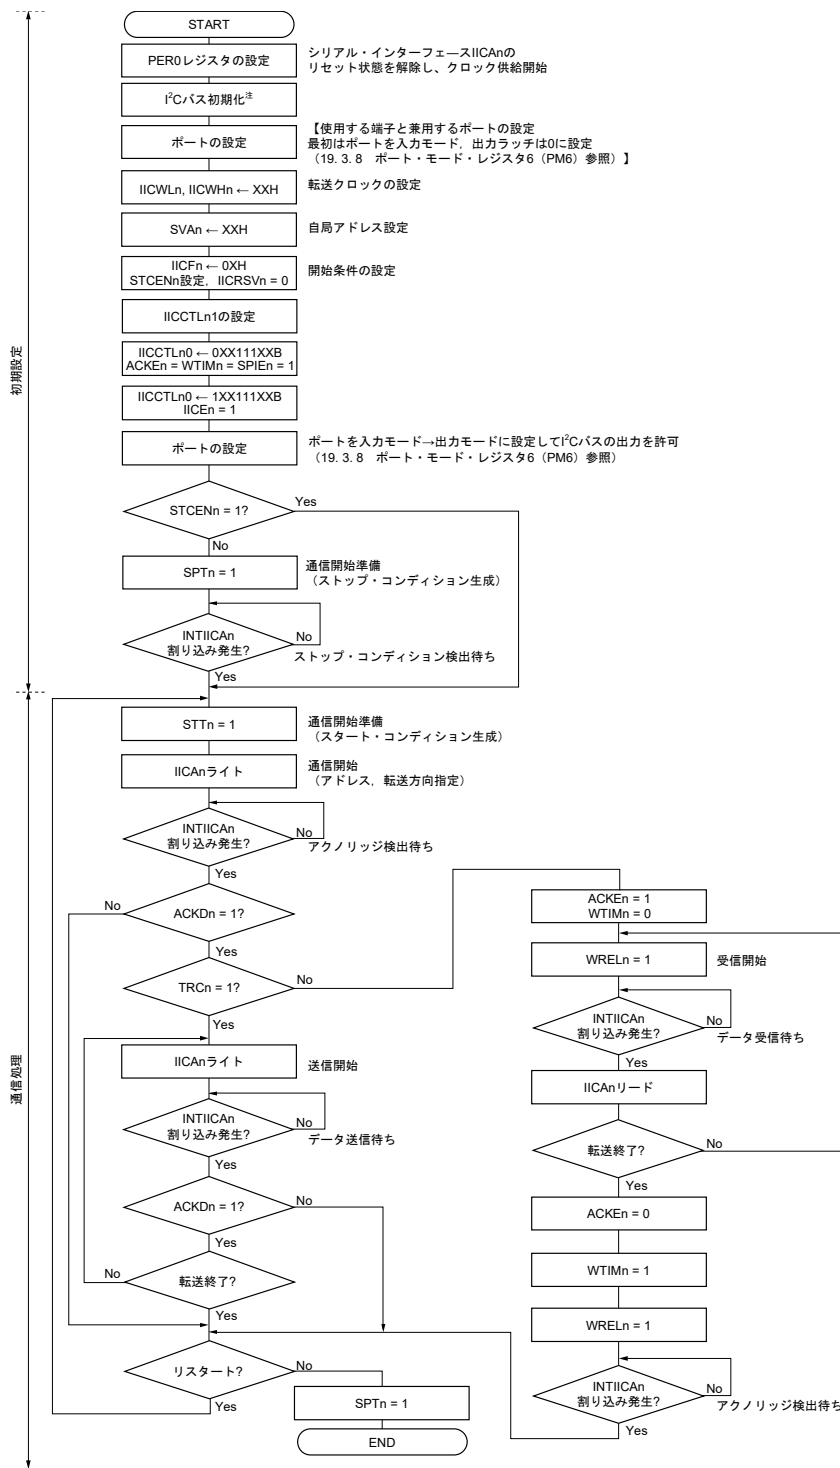 START
PER0レジスタの設定
シリアル・インターフェースIICAnの
リセット状態を解除し、クロック供給開始
I²Cバス初期化注
ポートの設定
【使用する端子と兼用するポートの設定
最初はポートを入力モード，出力ラッチは0に設定
（19. 3. 8　ポート・モード・レジスタ6（PM6）参照）】
IICWLn, IICWHn ← XXH
転送クロックの設定
SVAn ← XXH
自局アドレス設定
IICFn ← 0XH
STCENn設定，IICRSVn = 0
開始条件の設定
IICCTLn1の設定
初期設定
IICCTLn0 ← 0XX111XXB
ACKEn = WTIMn = SPIEn = 1
IICCTLn0 ← 1XX111XXB
IICEn = 1
ポートの設定
ポートを入力モード→出力モードに設定してI²Cバスの出力を許可
（19. 3. 8　ポート・モード・レジスタ6（PM6）参照）
STCENn = 1?
Yes
No
SPTn = 1
通信開始準備
（ストップ・コンディション生成）
INTIICAn
割り込み発生?
No
ストップ・コンディション検出待ち
Yes
STTn = 1
通信開始準備
（スタート・コンディション生成）
IICAnライト
通信開始
（アドレス，転送方向指定）
INTIICAn
割り込み発生?
No
アクノリッジ検出待ち
Yes
ACKDn = 1?
No
Yes
TRCn = 1?
No
Yes
通信処理
IICAnライト
送信開始
INTIICAn
割り込み発生?
No
データ送信待ち
Yes
ACKDn = 1?
No
Yes
転送終了?
No
Yes
リスタート?
No
Yes
SPTn = 1
END
ACKEn = 1
WTIMn = 0
WRELn = 1
受信開始
INTIICAn
割り込み発生?
No
データ受信待ち
Yes
IICAnリード
転送終了?
No
Yes
ACKEn = 0
WTIMn = 1
WRELn = 1
INTIICAn
割り込み発生?
No
アクノリッジ検出待ち
Yes